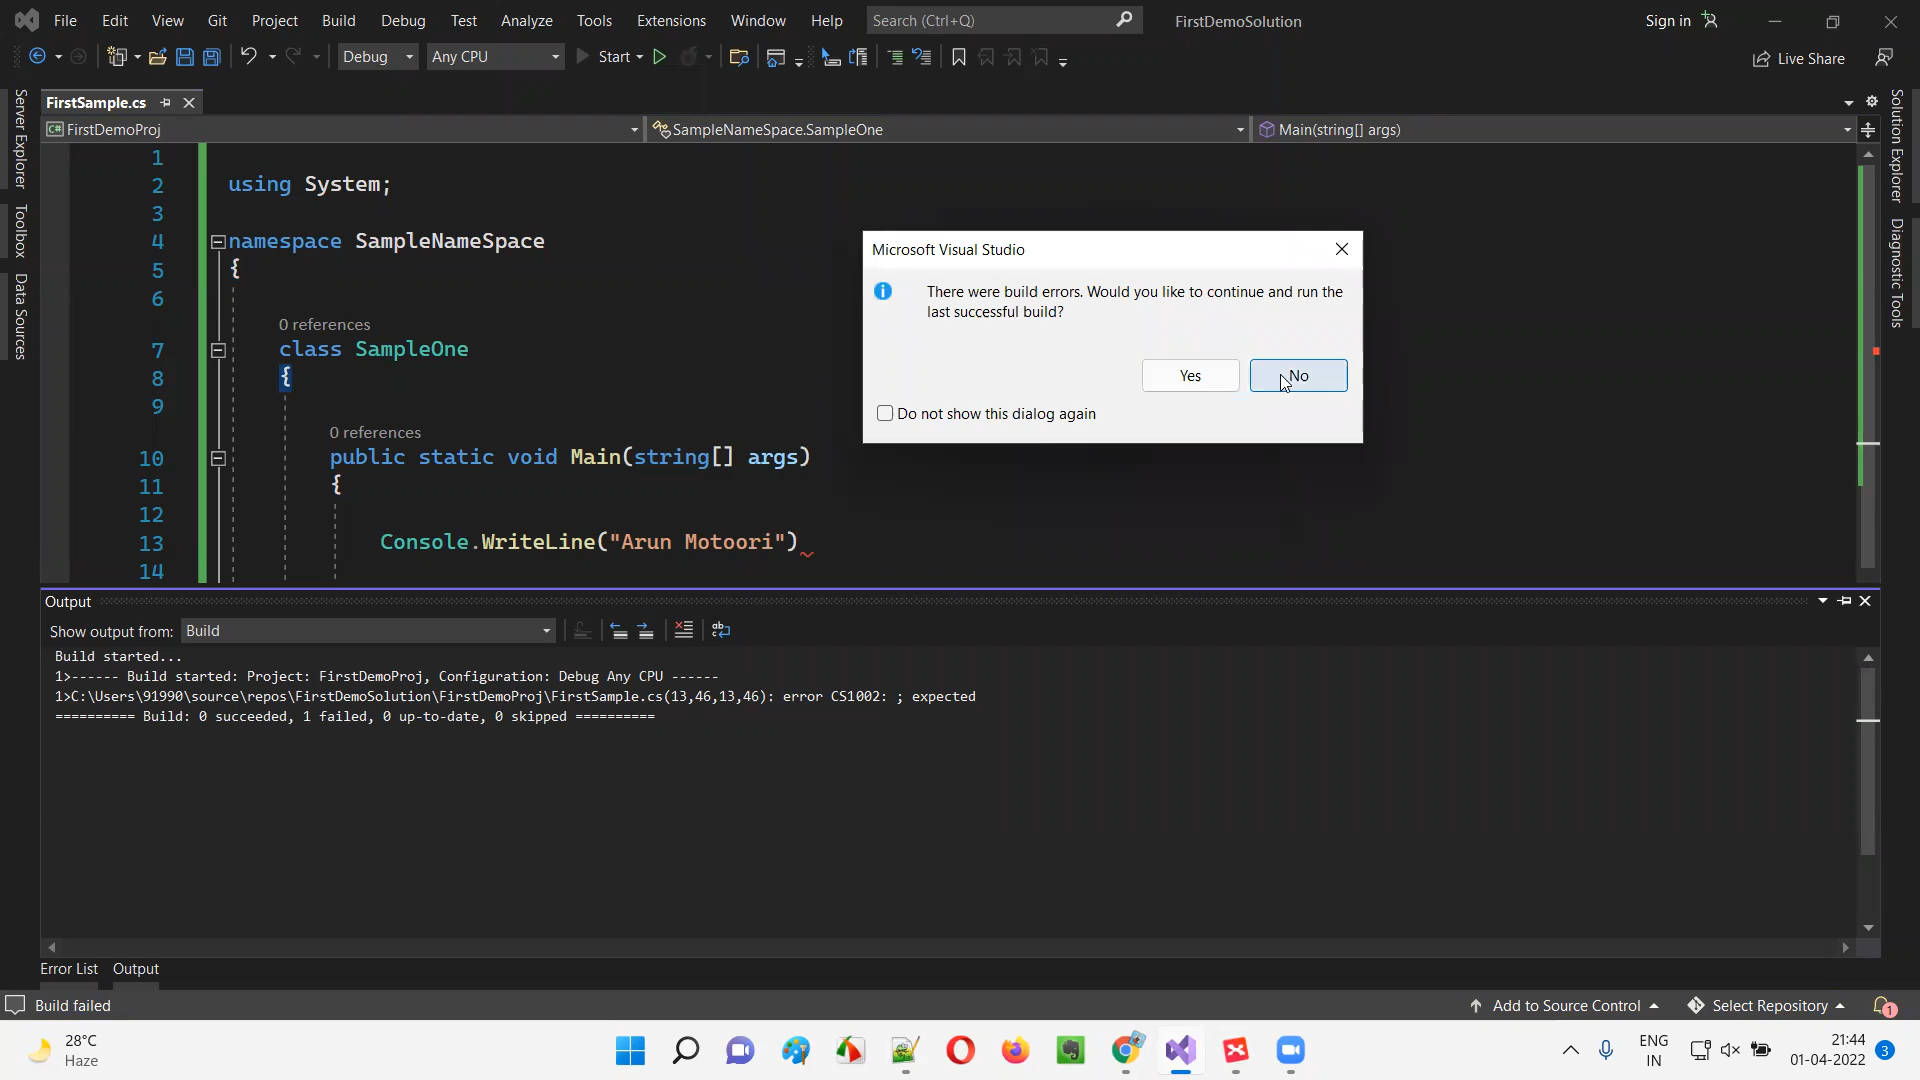 File Edit View Git Project Build Debug Test Analyze Tools Extensions Window Help Search (Ctrl+Q) FirstDemoSolution Sign in
Debug Any CPU Start Live Share
Server Explorer
Toolbox
Data Sources
FirstSample.cs
FirstDemoProj SampleNameSpace.SampleOne Main(string[] args)
1
2 using System;
3
4 namespace SampleNameSpace
5 {
6
0 references
7 class SampleOne
8 {
9
0 references
10 public static void Main(string[] args)
11 {
12
13 Console.WriteLine("Arun Motoori")
14
Microsoft Visual Studio
There were build errors. Would you like to continue and run the
last successful build?
Yes No
Do not show this dialog again
Solution Explorer
Diagnostic Tools
Output
Show output from: Build
Build started...
1>------ Build started: Project: FirstDemoProj, Configuration: Debug Any CPU ------
1>C:\Users\91990\source\repos\FirstDemoSolution\FirstDemoProj\FirstSample.cs(13,46,13,46): error CS1002: ; expected
========== Build: 0 succeeded, 1 failed, 0 up-to-date, 0 skipped ==========
Error List Output
Build failed Add to Source Control Select Repository 1
28°C
Haze
ENG
IN
21:44
01-04-2022
3